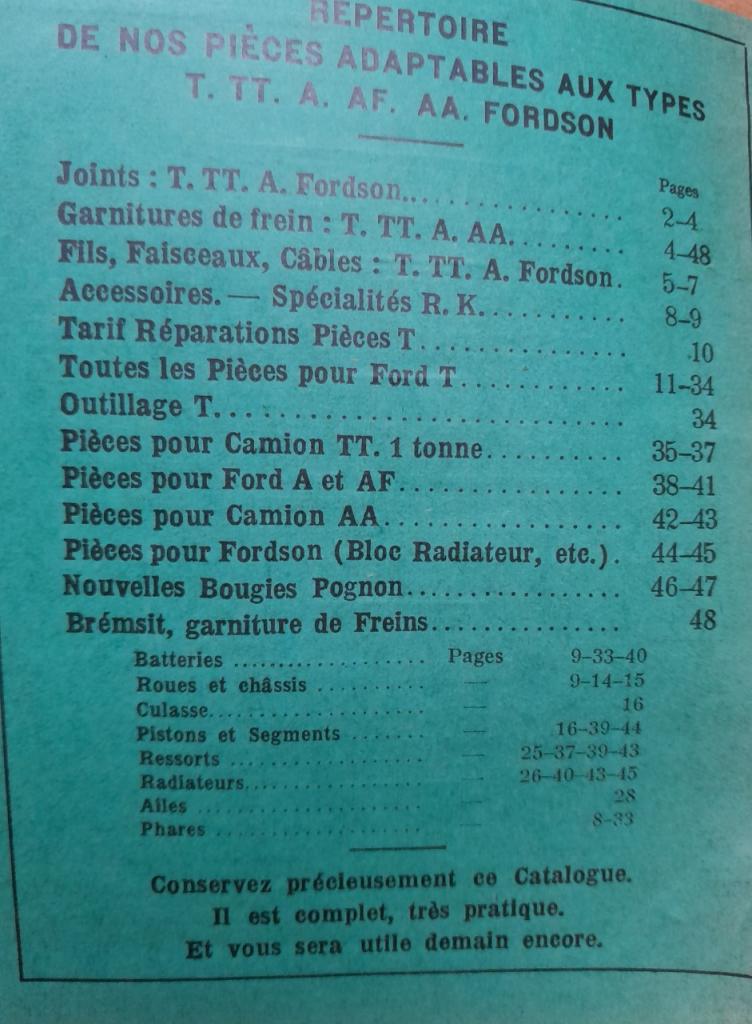 RÉPERTOIRE
DE NOS PIÈCES ADAPTABLES AUX TYPES
T. TT. A. AF. AA. FORDSON
Pages
Joints : T. TT. A. Fordson........................ 2-4
Garnitures de frein : T. TT. A. AA......... 4-48
Fils, Faisceaux, Câbles : T. TT. A. Fordson. 5-7
Accessoires. — Spécialités R. K............ 8-9
Tarif Réparations Pièces T................ 10
Toutes les Pièces pour Ford T............. 11-34
Outillage T............................. 34
Pièces pour Camion TT. 1 tonne........... 35-37
Pièces pour Ford A et AF................. 38-41
Pièces pour Camion AA.................. 42-43
Pièces pour Fordson (Bloc Radiateur, etc.). 44-45
Nouvelles Bougies Pognon................ 46-47
Brémsit, garniture de Freins............... 48
Batteries .................... Pages 9-33-40
Roues et châssis ........... — 9-14-15
Culasse...................... — 16
Pistons et Segments ....... — 16-39-44
Ressorts .................... — 25-37-39-43
Radiateurs.................. — 26-40-43-45
Ailes ....................... — 28
Phares ...................... — 8-33
Conservez précieusement ce Catalogue.
Il est complet, très pratique.
Et vous sera utile demain encore.